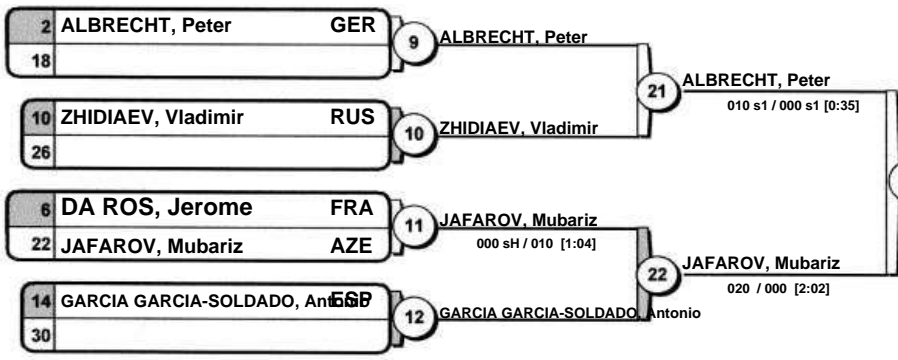 2 ALBRECHT, Peter GER
18
9
ALBRECHT, Peter
21
ALBRECHT, Peter
010 s1 / 000 s1 [0:35]
10 ZHIDIAEV, Vladimir RUS
26
10
ZHIDIAEV, Vladimir
6 DA ROS, Jerome FRA
22 JAFAROV, Mubariz AZE
11
JAFAROV, Mubariz
000 sH / 010 [1:04]
22
JAFAROV, Mubariz
020 / 000 [2:02]
14 GARCIA GARCIA-SOLDADO, Antonio ESP
30
12
GARCIA GARCIA-SOLDADO, Antonio